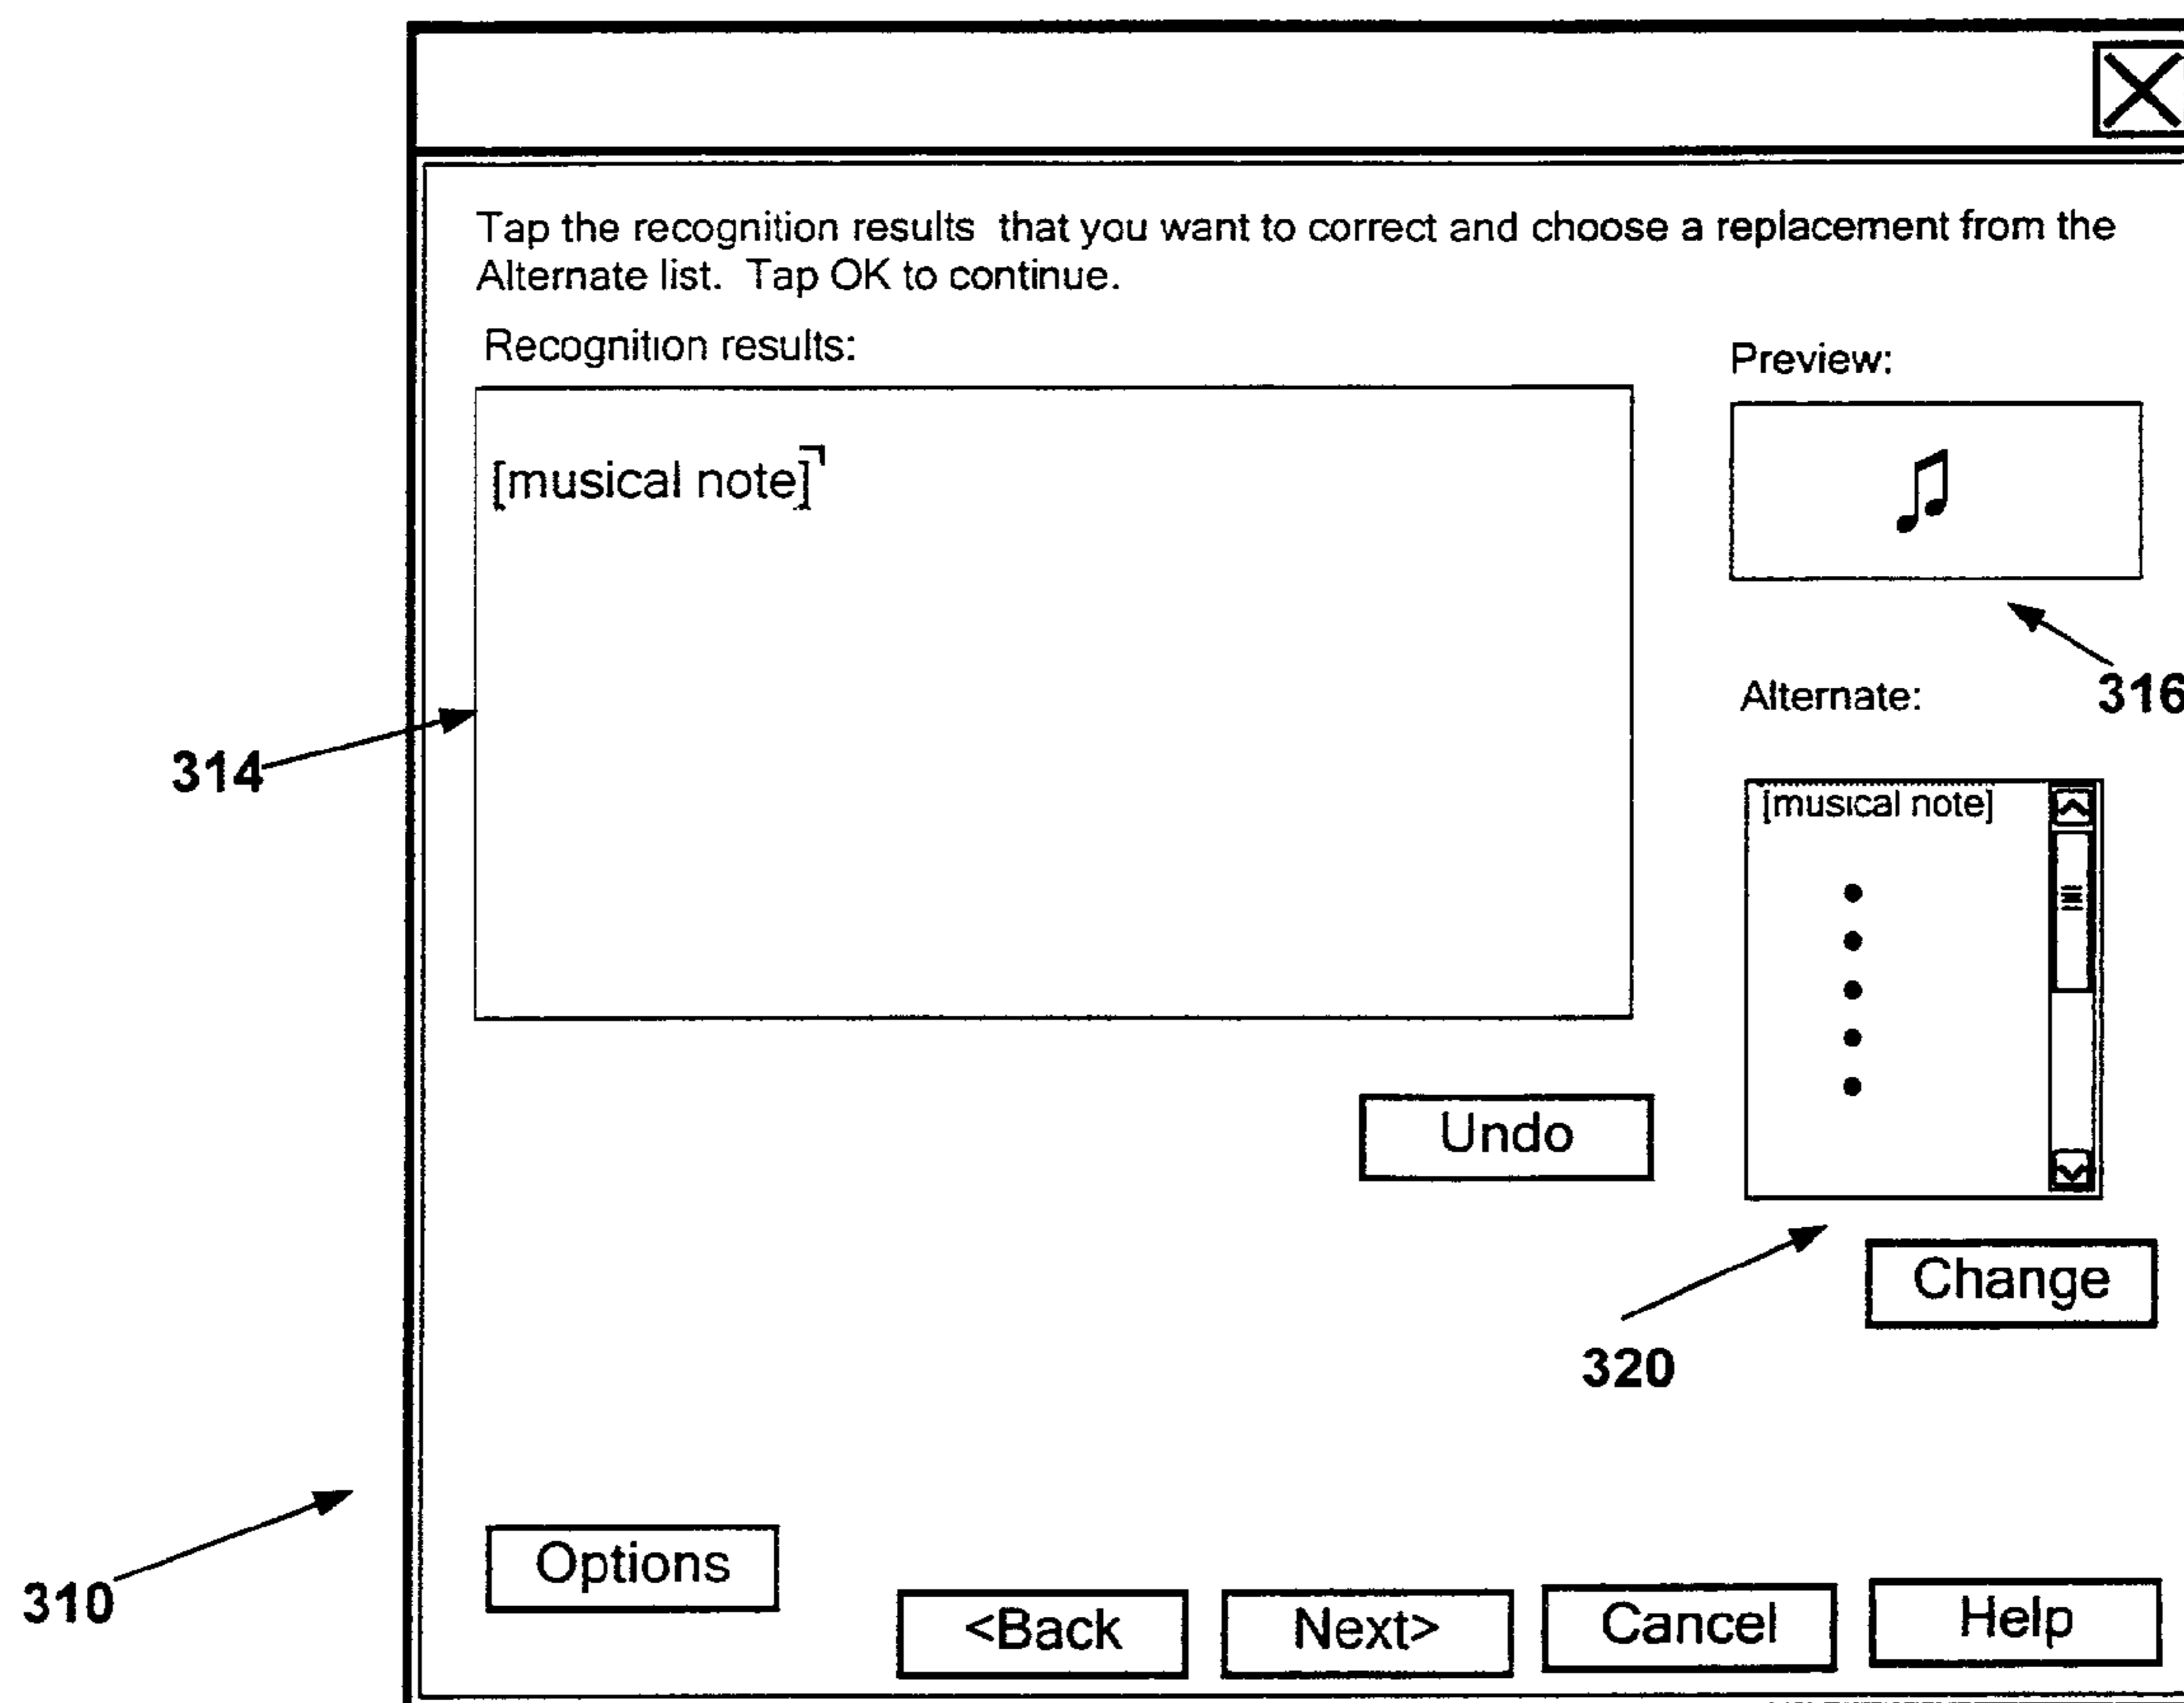 Tap the recognition results that you want to correct and choose a replacement from the
Alternate list. Tap OK to continue.
Recognition results:
Preview:
[musical note]
316
Alternate:
314
[musical note]
Undo
Change
320
Options
310
<Back
Next>
Cancel
Help